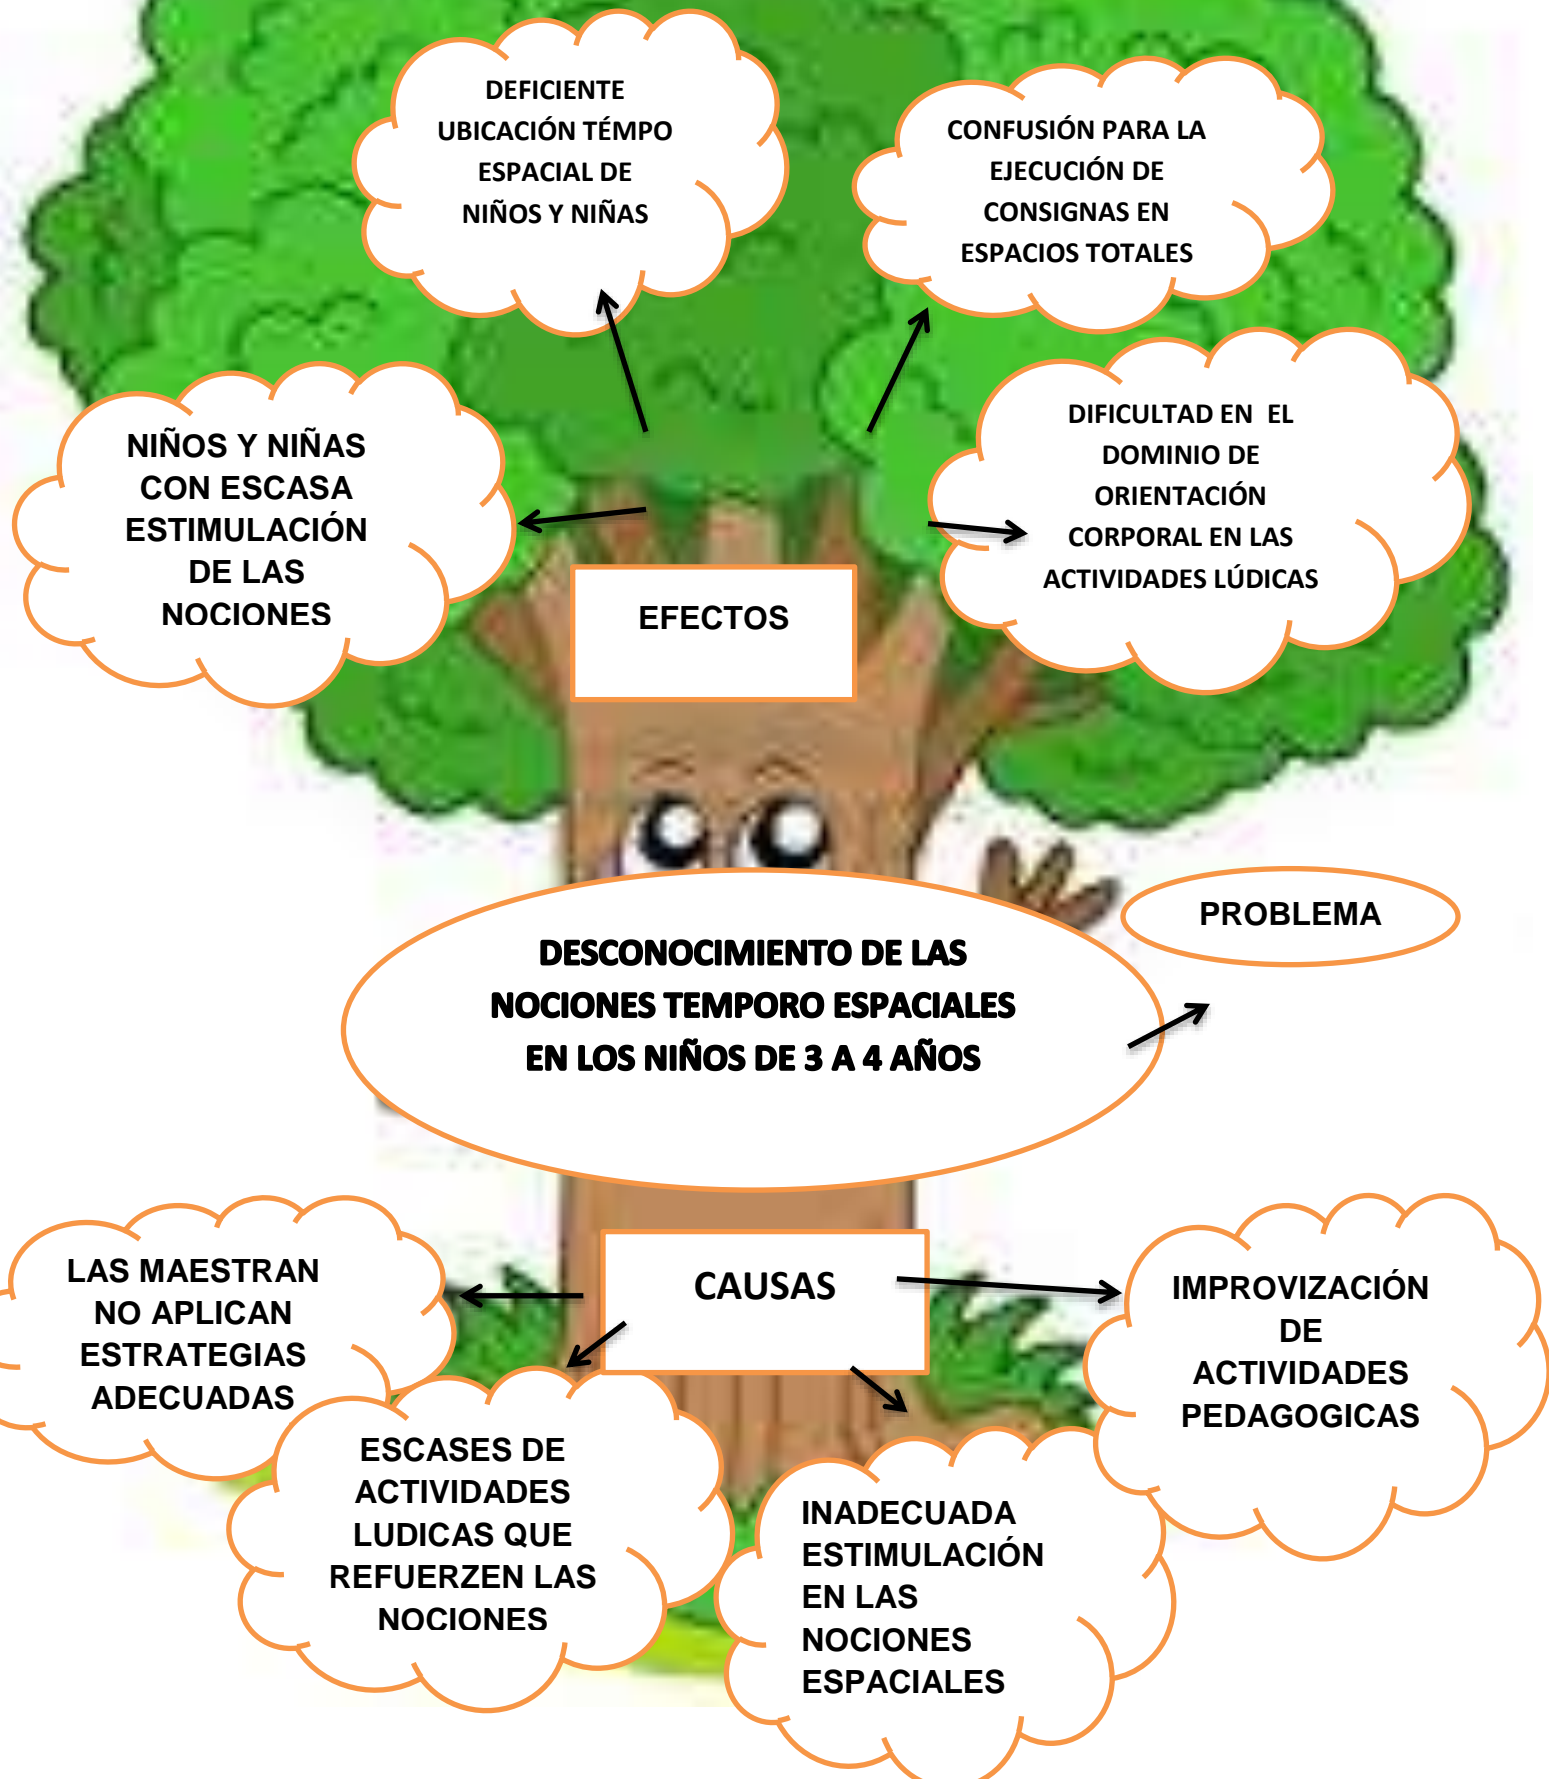 DEFICIENTE
UBICACIÓN TÉMPO
ESPACIAL DE
NIÑOS Y NIÑAS
CONFUSIÓN PARA LA
EJECUCIÓN DE
CONSIGNAS EN
ESPACIOS TOTALES
NIÑOS Y NIÑAS
CON ESCASA
ESTIMULACIÓN
DE LAS
NOCIONES
DIFICULTAD EN EL
DOMINIO DE
ORIENTACIÓN
CORPORAL EN LAS
ACTIVIDADES LÚDICAS
EFECTOS
PROBLEMA
DESCONOCIMIENTO DE LAS
NOCIONES TEMPORO ESPACIALES
EN LOS NIÑOS DE 3 A 4 AÑOS
CAUSAS
LAS MAESTRAN
NO APLICAN
ESTRATEGIAS
ADECUADAS
ESCASES DE
ACTIVIDADES
LUDICAS QUE
REFUERZEN LAS
NOCIONES
INADECUADA
ESTIMULACIÓN
EN LAS
NOCIONES
ESPACIALES
IMPROVIZACIÓN
DE
ACTIVIDADES
PEDAGOGICAS